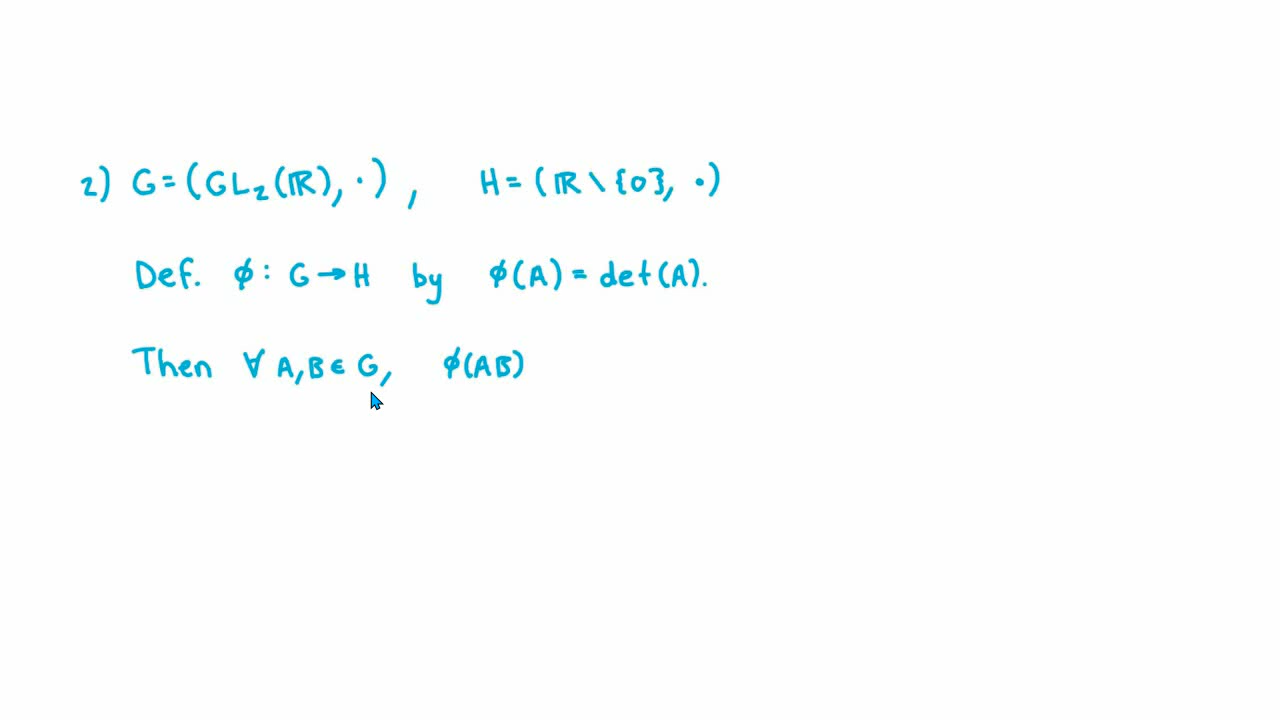 2) G = (GL₂(ℝ), ·) , H = (ℝ \ {0}, ·)
Def. ϕ : G → H by ϕ(A) = det(A).
Then ∀ A, B ∈ G, ϕ(AB)